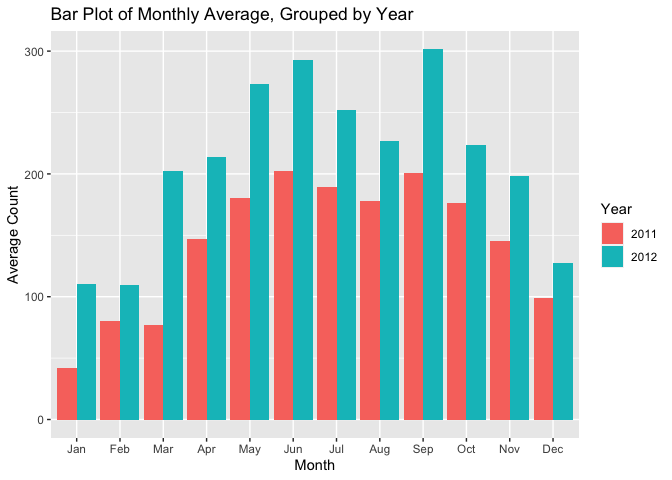 Bar Plot of Monthly Average, Grouped by Year
300
200
100
0
Average Count
Jan Feb Mar Apr May Jun Jul Aug Sep Oct Nov Dec
Month
Year
2011
2012